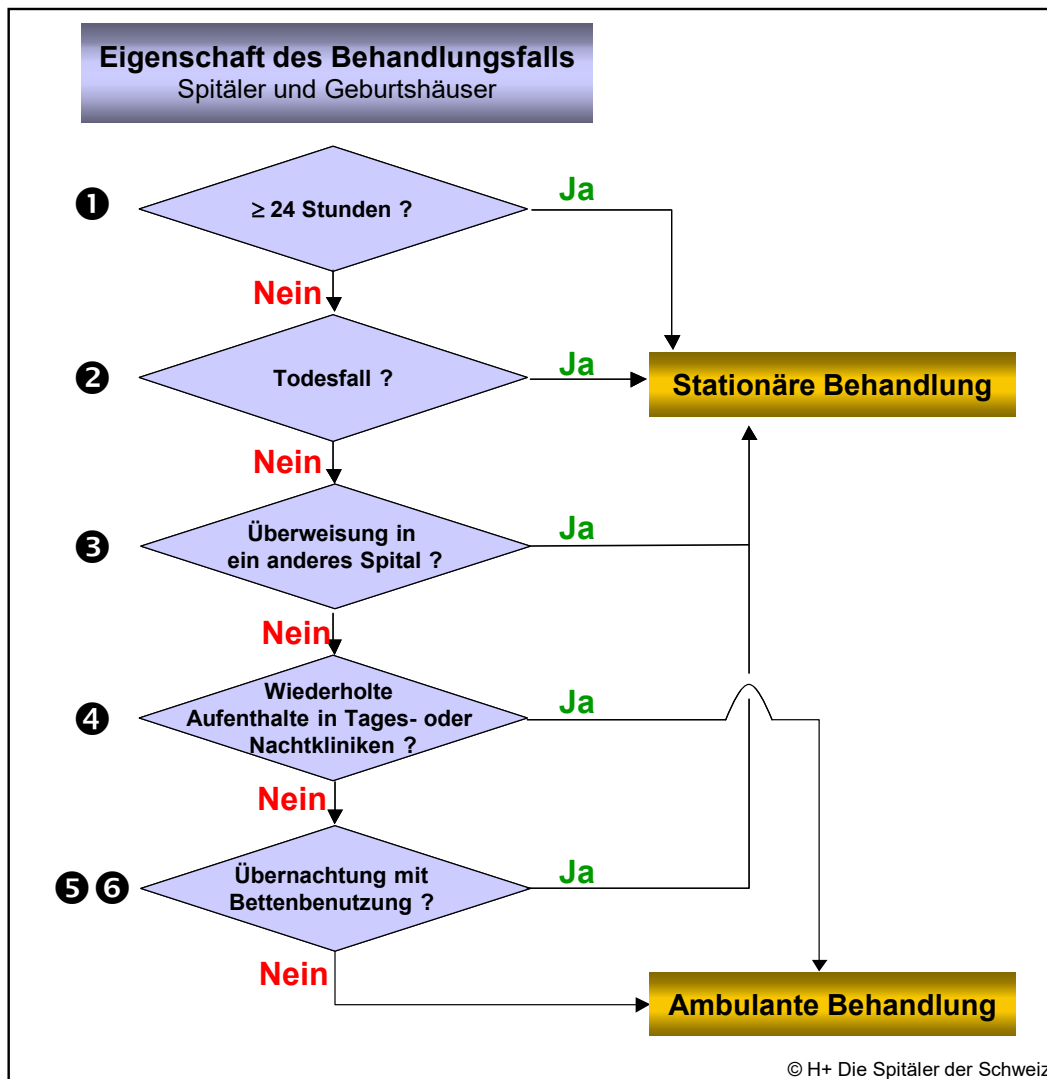 Eigenschaft des Behandlungsfalls
Spitäler und Geburtshäuser
❶
≥ 24 Stunden ?
Ja
Nein
❷
Todesfall ?
Ja
Stationäre Behandlung
Nein
❸
Überweisung in
ein anderes Spital ?
Ja
Nein
❹
Wiederholte
Aufenthalte in Tages- oder
Nachtkliniken ?
Ja
Nein
❺ ❻
Übernachtung mit
Bettenbenutzung ?
Ja
Nein
Ambulante Behandlung
© H+ Die Spitäler der Schweiz